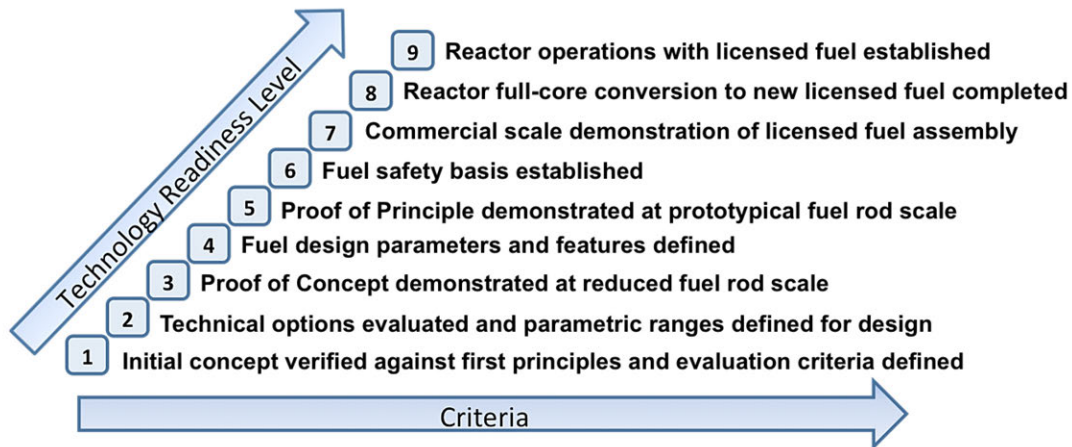 Technology Readiness Level
9 Reactor operations with licensed fuel established
8 Reactor full-core conversion to new licensed fuel completed
7 Commercial scale demonstration of licensed fuel assembly
6 Fuel safety basis established
5 Proof of Principle demonstrated at prototypical fuel rod scale
4 Fuel design parameters and features defined
3 Proof of Concept demonstrated at reduced fuel rod scale
2 Technical options evaluated and parametric ranges defined for design
1 Initial concept verified against first principles and evaluation criteria defined
Criteria